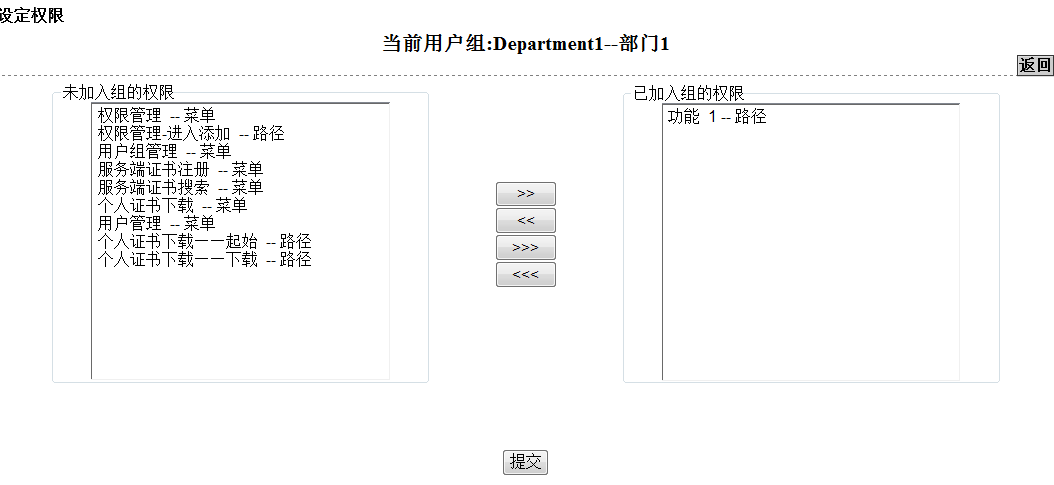 设定权限
当前用户组:Department1--部门1
返回
未加入组的权限
权限管理 -- 菜单
权限管理-进入添加 -- 路径
用户组管理 -- 菜单
服务端证书注册 -- 菜单
服务端证书搜索 -- 菜单
个人证书下载 -- 菜单
用户管理 -- 菜单
个人证书下载——起始 -- 路径
个人证书下载——下载 -- 路径
>>
<<
>>>
<<<
已加入组的权限
功能 1 -- 路径
提交